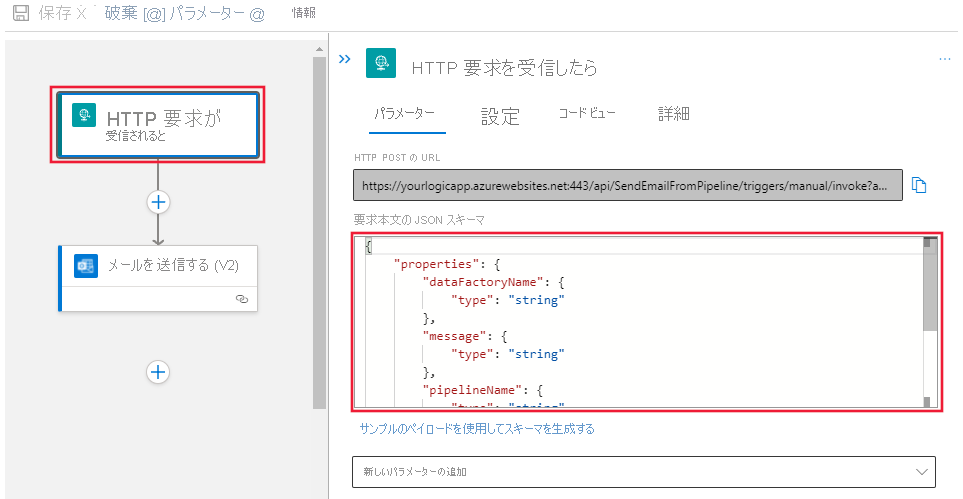 保存 X 破棄 [@] パラメーター @ 情報
HTTP 要求が
受信されると
メールを送信する (V2)
HTTP 要求を受信したら
パラメーター 設定 コードビュー 詳細
HTTP POST の URL
https://yourlogicapp.azurewebsites.net:443/api/SendEmailFromPipeline/triggers/manual/invoke?a...
要求本文の JSON スキーマ
{
"properties": {
"dataFactoryName": {
"type": "string"
},
"message": {
"type": "string"
},
"pipelineName": {
"type": "string"
サンプルのペイロードを使用してスキーマを生成する
新しいパラメーターの追加